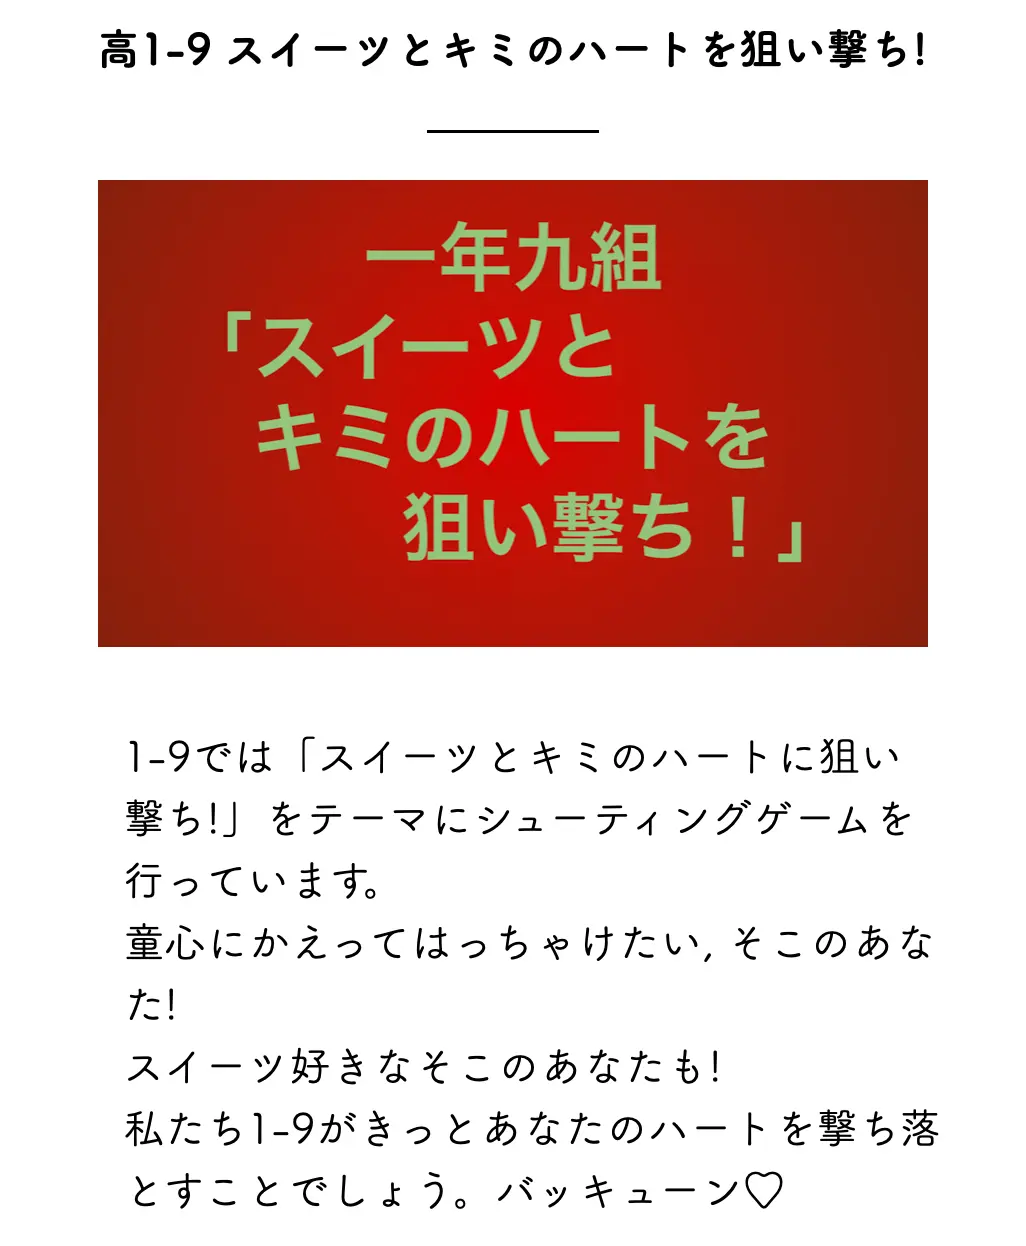 高1-9 スイーツとキミのハートを狙い撃ち!
一年九組
「スイーツと
キミのハートを
狙い撃ち！」
1-9では「スイーツとキミのハートに狙い
撃ち!」をテーマにシューティングゲームを
行っています。
童心にかえってはっちゃけたい, そこのあな
た!
スイーツ好きなそこのあなたも!
私たち1-9がきっとあなたのハートを撃ち落
とすことでしょう。バッキューン♡